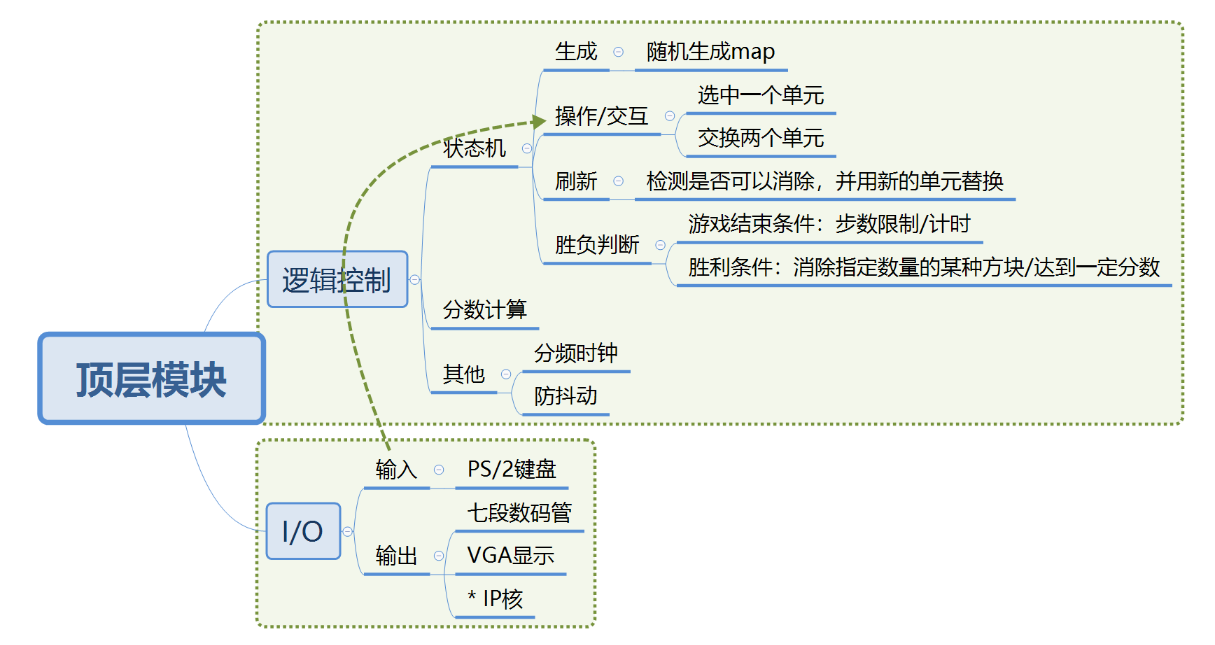 顶层模块
逻辑控制
状态机
生成
随机生成map
操作/交互
选中一个单元
交换两个单元
刷新
检测是否可以消除，并用新的单元替换
胜负判断
游戏结束条件：步数限制/计时
胜利条件：消除指定数量的某种方块/达到一定分数
分数计算
其他
分频时钟
防抖动
I/O
输入
PS/2键盘
输出
七段数码管
VGA显示
* IP核